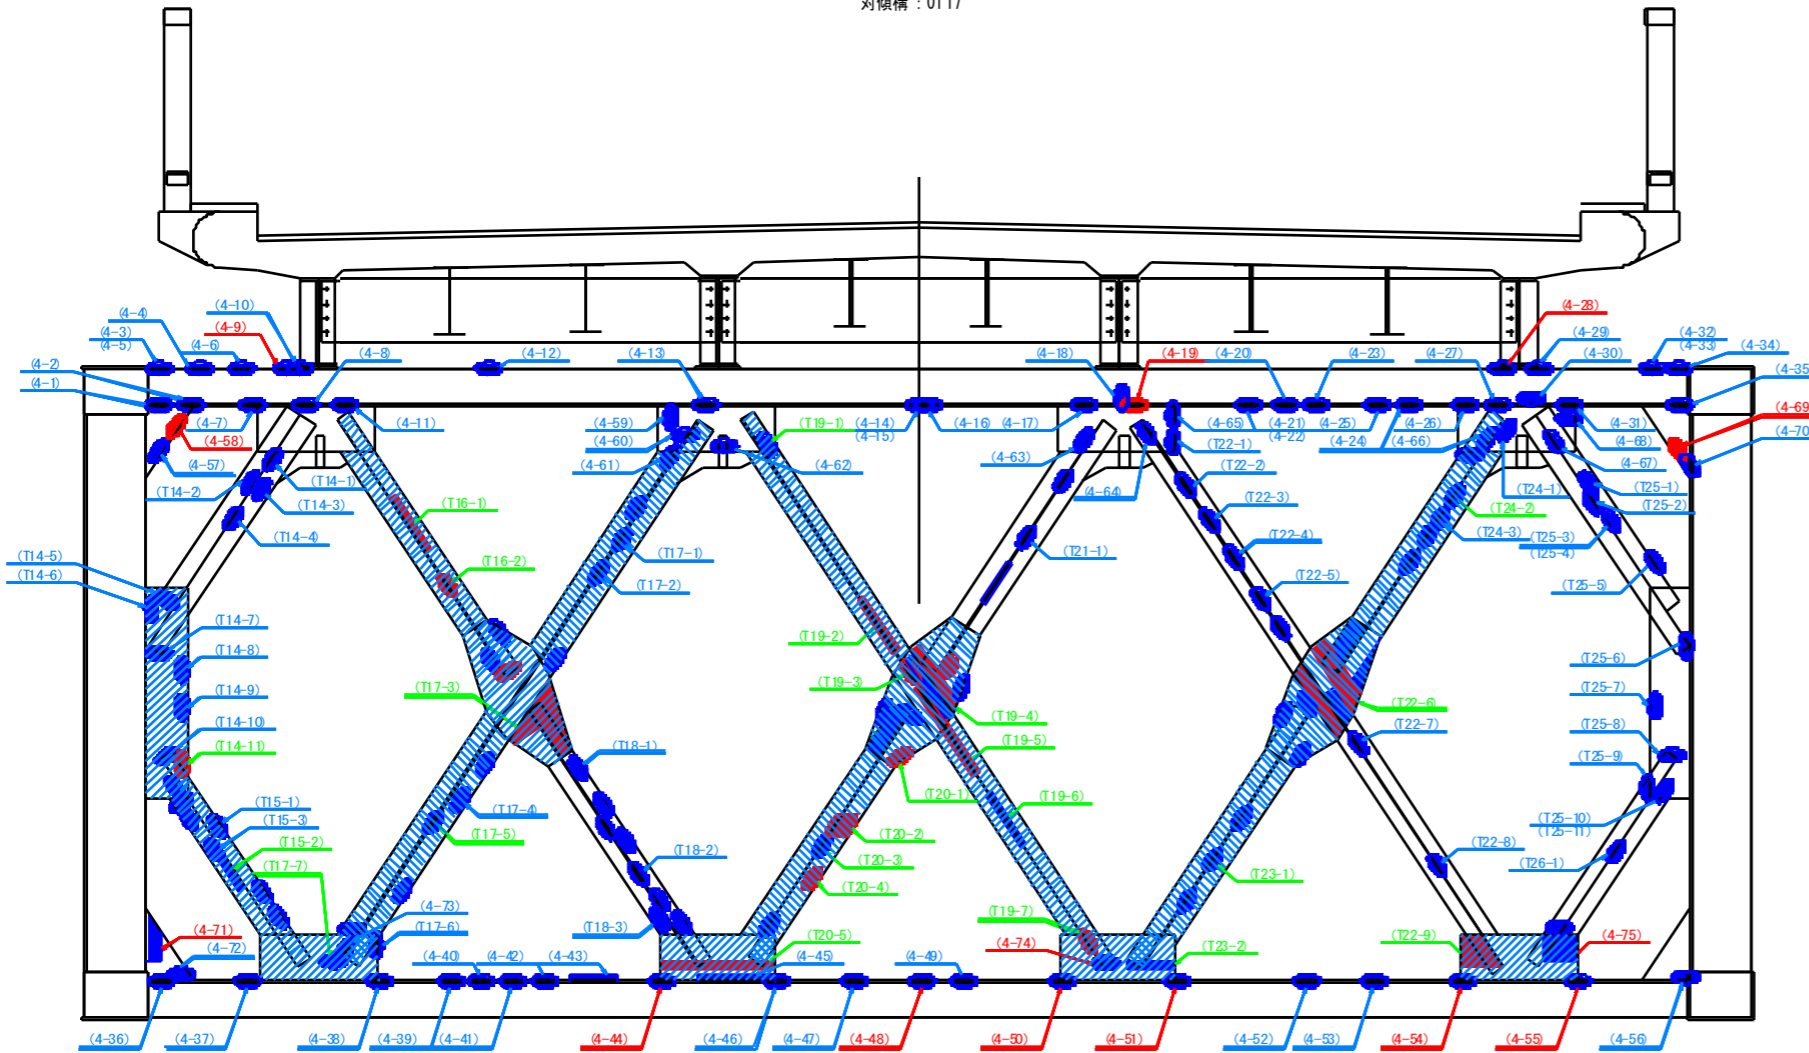 対傾構 : 0117
(4-10)
(4-4)
(4-9)
(4-3)
(4-5)
(4-6)
(4-2)
(4-1)
(4-8)
(4-12)
(4-13)
(4-18)
(4-19)
(4-20)
(4-23)
(4-27)
(4-28)
(4-29)
(4-30)
(4-32)
(4-33)
(4-34)
(4-35)
(4-7)
(4-58)
(4-57)
(4-11)
(4-59)
(4-60)
(4-61)
(4-62)
(T19-1)
(4-14)
(4-15)
(4-16)
(4-17)
(4-63)
(4-64)
(4-65)
(T22-1)
(4-21)
(4-22)
(4-25)
(4-24)
(4-26)
(4-66)
(4-31)
(4-68)
(4-67)
(4-69)
(4-70)
(T14-2)
(T14-1)
(T14-3)
(T14-4)
(T16-1)
(T16-2)
(T17-1)
(T17-2)
(T22-2)
(T22-3)
(T22-4)
(T22-5)
(T21-1)
(T24-1)
(T24-2)
(T24-3)
(T25-1)
(T25-2)
(T25-3)
(T25-4)
(T25-5)
(T14-5)
(T14-6)
(T14-7)
(T14-8)
(T14-9)
(T14-10)
(T14-11)
(T17-3)
(T19-2)
(T19-3)
(T19-4)
(T19-5)
(T22-6)
(T22-7)
(T25-6)
(T25-7)
(T25-8)
(T25-9)
(T18-1)
(T15-1)
(T15-3)
(T15-2)
(T17-7)
(T17-4)
(T17-5)
(T18-2)
(T20-1)
(T20-2)
(T20-3)
(T20-4)
(T19-6)
(T23-1)
(T22-8)
(T25-10)
(T25-11)
(T26-1)
(4-71)
(4-72)
(4-73)
(T17-6)
(T18-3)
(T20-5)
(T19-7)
(4-74)
(T23-2)
(T22-9)
(4-75)
(4-40)
(4-42)
(4-43)
(4-45)
(4-49)
(4-36)
(4-37)
(4-38)
(4-39)
(4-41)
(4-44)
(4-46)
(4-47)
(4-48)
(4-50)
(4-51)
(4-52)
(4-53)
(4-54)
(4-55)
(4-56)